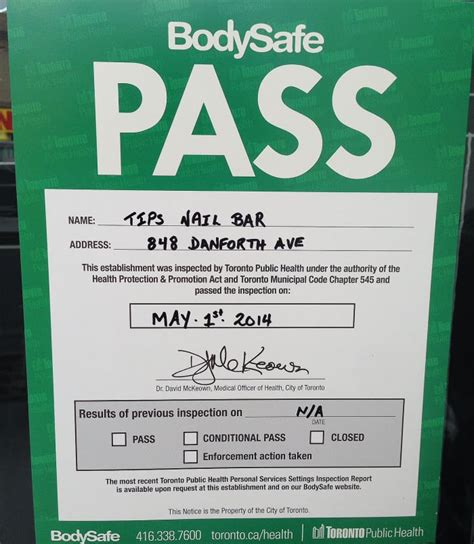 BodySafe
PASS
NAME: TIPS NAIL BAR
ADDRESS: 848 DANFORTH AVE
This establishment was inspected by Toronto Public Health under the authority of the
Health Protection & Promotion Act and Toronto Municipal Code Chapter 545 and
passed the inspection on:
MAY. 1st. 2014
Dr. David McKeown, Medical Officer of Health, City of Toronto
Results of previous inspection on N/A
DATE
PASS CONDITIONAL PASS CLOSED
Enforcement action taken
The most recent Toronto Public Health Personal Services Settings Inspection Report
is available upon request at this establishment and on our BodySafe website.
This Notice is the Property of the City of Toronto.
BodySafe 416.338.7600 toronto.ca/health TORONTO Public Health